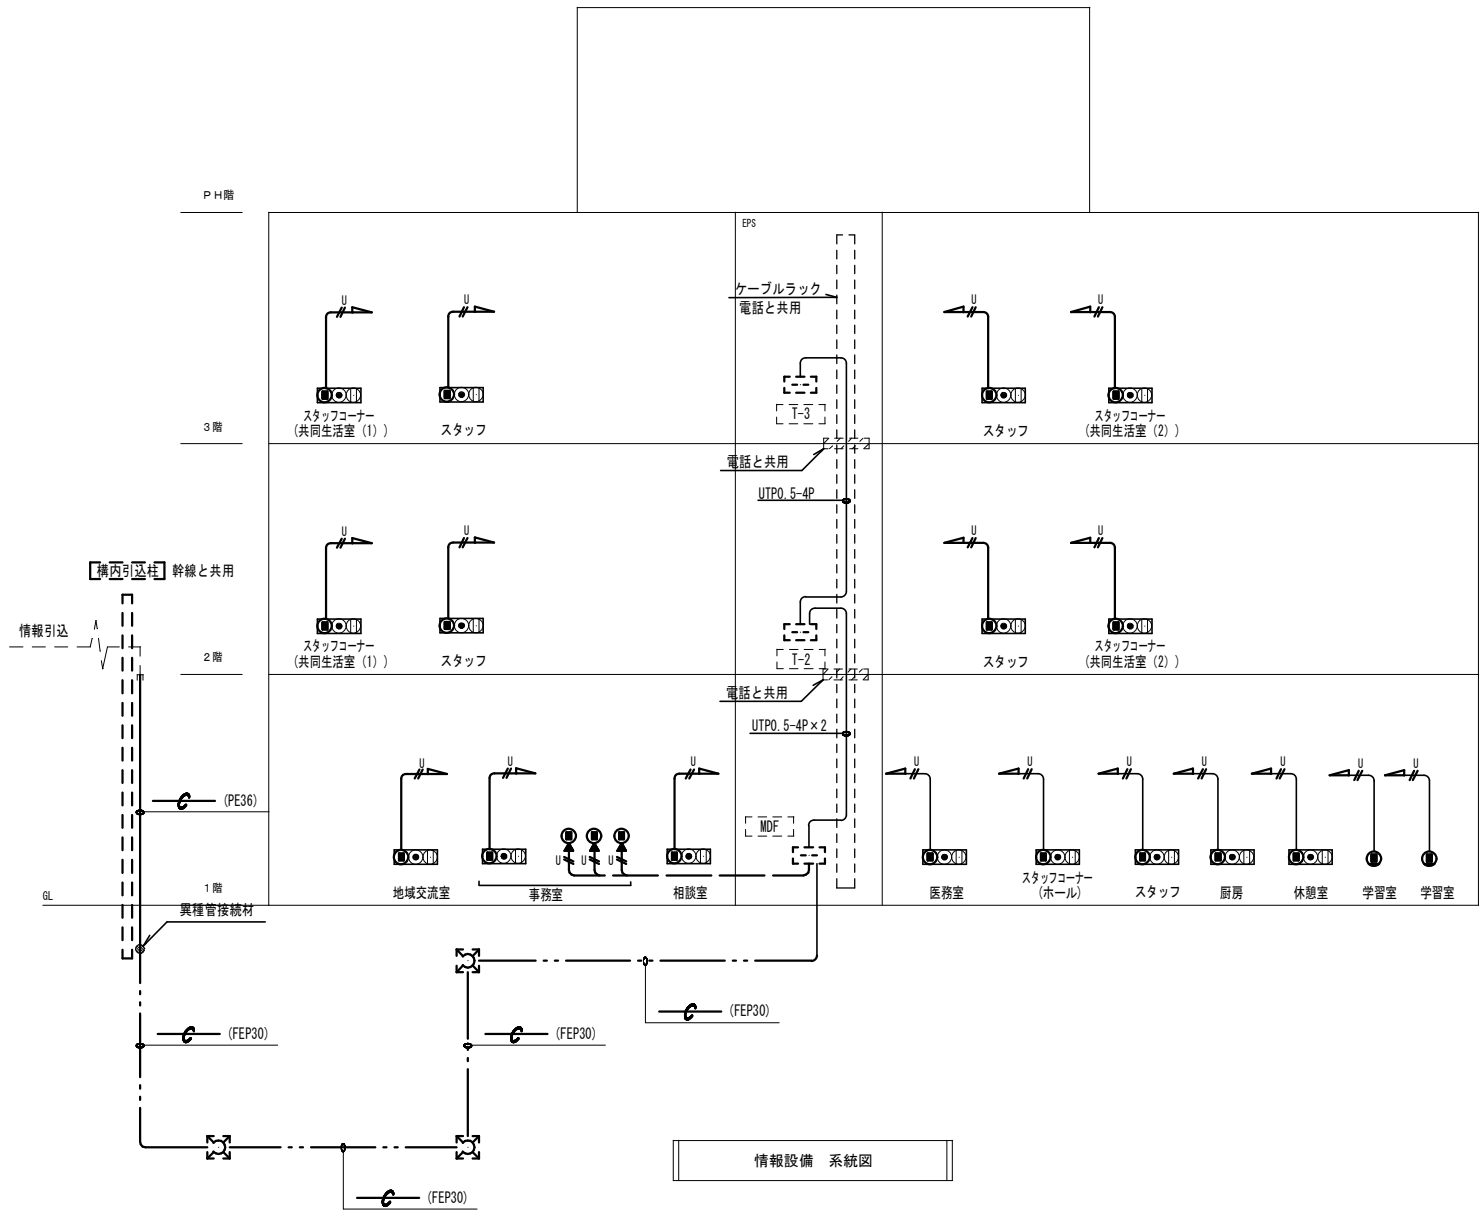 PH階
EPS
ケーブルラック
電話と共用
U
U
U
U
T-3
スタッフコーナー
(共同生活室(1))
スタッフ
スタッフ
スタッフコーナー
(共同生活室(2))
3階
電話と共用
UTP0.5-4P
U
U
U
U
構内引込柱 幹線と共用
情報引込
スタッフコーナー
(共同生活室(1))
スタッフ
T-2
スタッフ
スタッフコーナー
(共同生活室(2))
2階
電話と共用
UTP0.5-4P×2
U
U
U
U
U
U
U
U
U
U
(PE36)
MDF
U
U
U
地域交流室
事務室
相談室
医務室
スタッフコーナー
(ホール)
スタッフ
厨房
休憩室
学習室
学習室
1階
GL
異種管接続材
(FEP30)
(FEP30)
(FEP30)
(FEP30)
情報設備 系統図